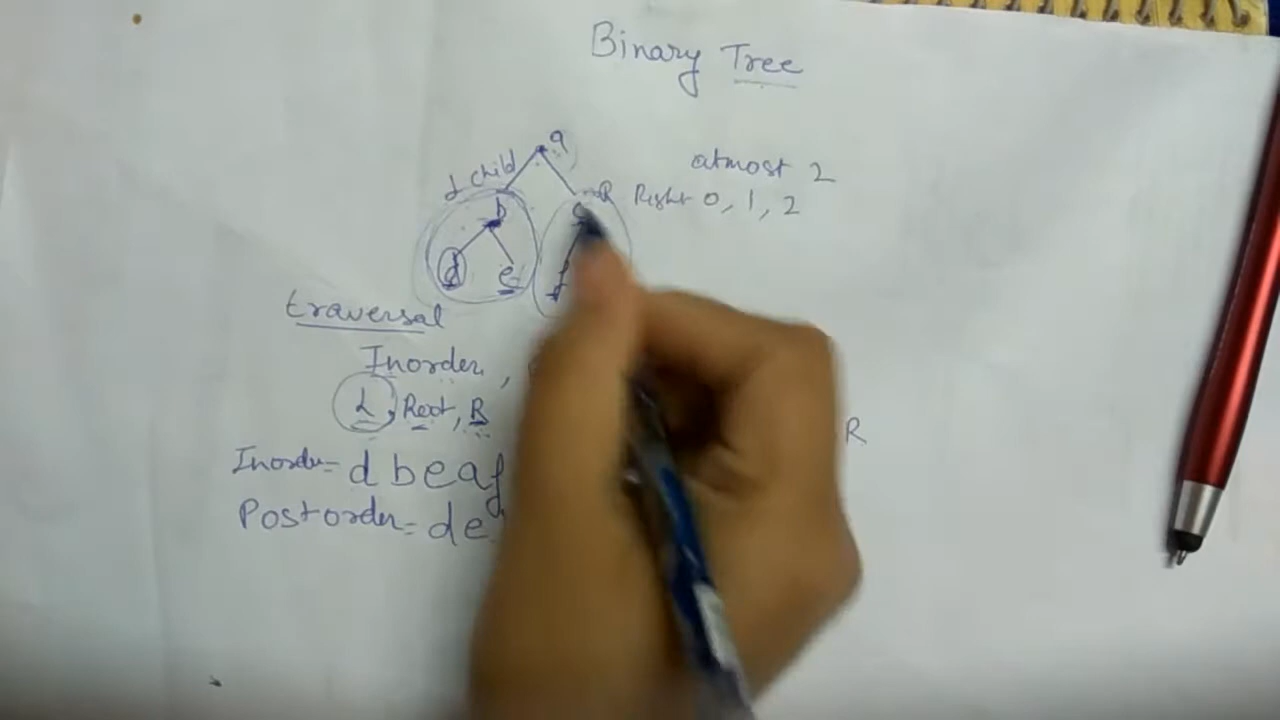 Binary Tree
a
L child
atmost 2
R Right 0, 1, 2
b
d e f
traversal
Inorder,
L, Root, R
R
Inorder = d b e a f
Postorder = d e